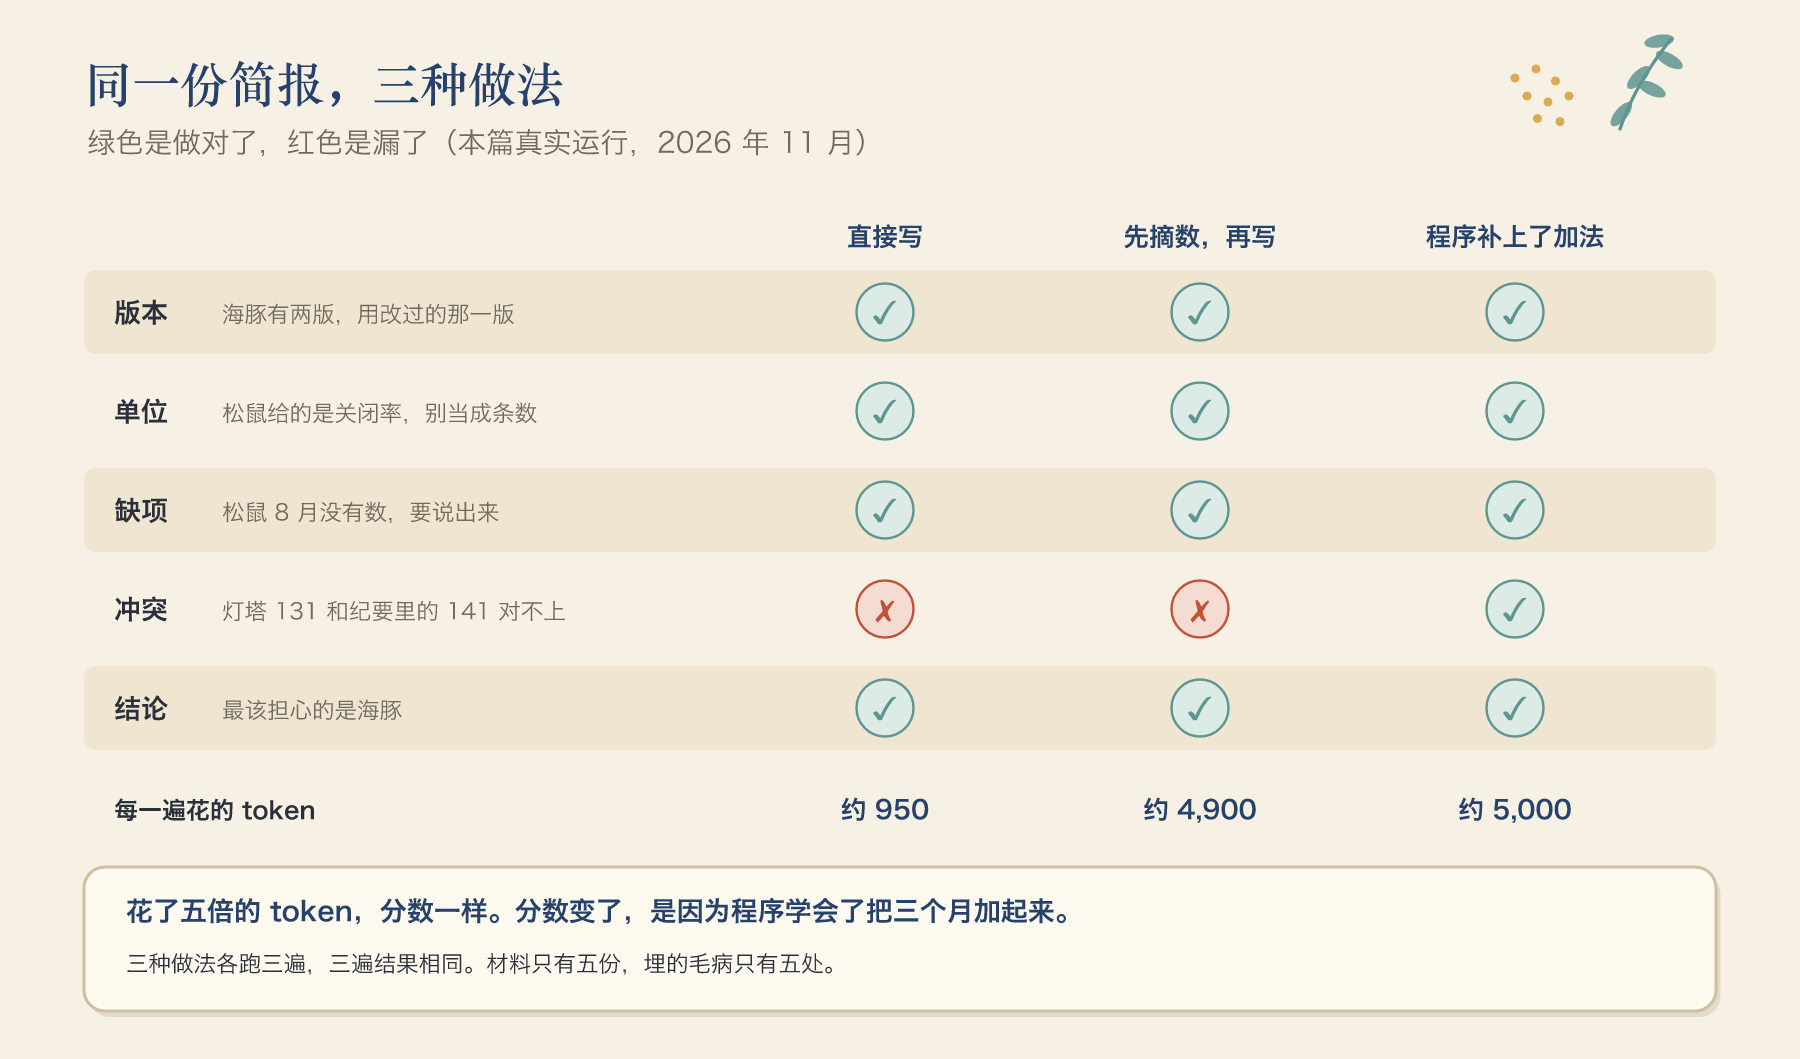 同一份简报，三种做法
绿色是做对了，红色是漏了（本篇真实运行，2026 年 11 月）
直接写 先摘数，再写 程序补上了加法
版本 海豚有两版，用改过的那一版 ✓ ✓ ✓
单位 松鼠给的是关闭率，别当成条数 ✓ ✓ ✓
缺项 松鼠 8 月没有数，要说出来 ✓ ✓ ✓
冲突 灯塔 131 和纪要里的 141 对不上 ✗ ✗ ✓
结论 最该担心的是海豚 ✓ ✓ ✓
每一遍花的 token 约 950 约 4,900 约 5,000
花了五倍的 token，分数一样。分数变了，是因为程序学会了把三个月加起来。
三种做法各跑三遍，三遍结果相同。材料只有五份，埋的毛病只有五处。